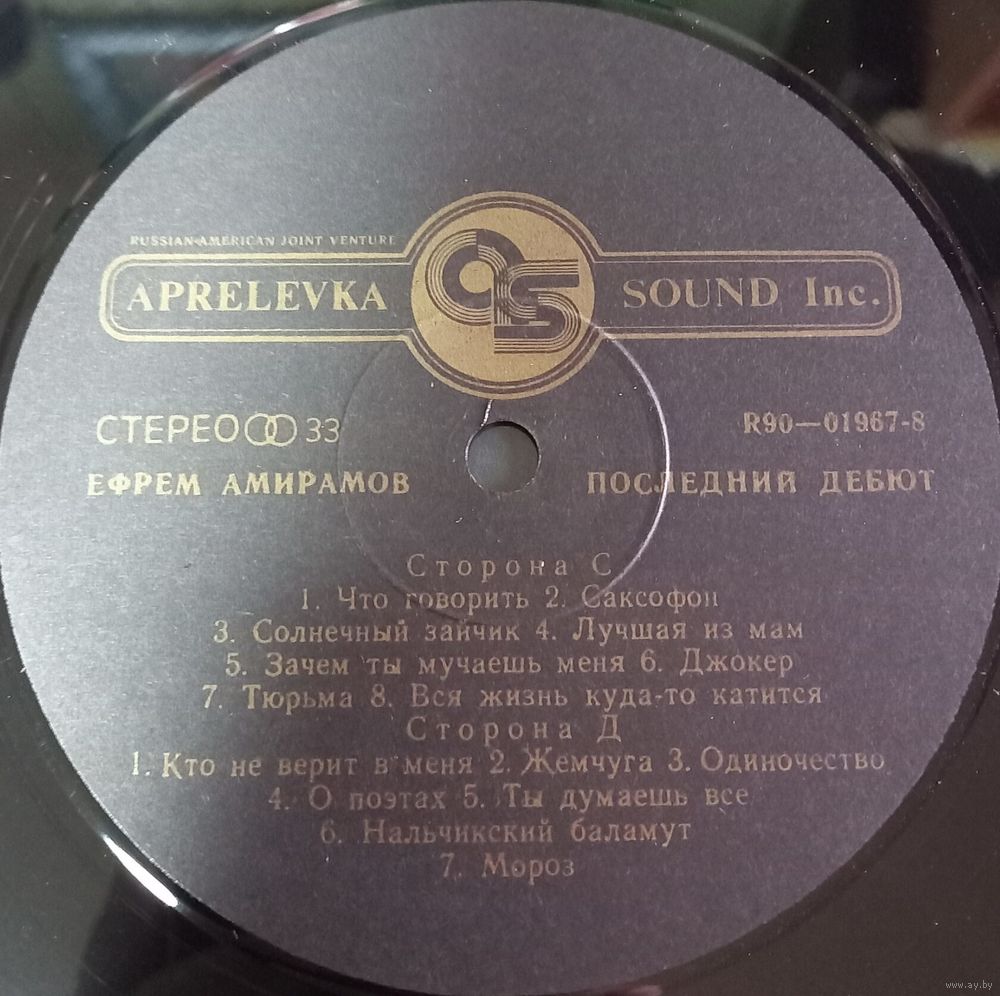 RUSSIAN-AMERICAN JOINT VENTURE
APRELEVKA SOUND Inc.
СТЕРЕО 33 R90—01967-8
ЕФРЕМ АМИРАМОВ ПОСЛЕДНИЙ ДЕБЮТ
Сторона С
1. Что говорить 2. Саксофон
3. Солнечный зайчик 4. Лучшая из мам
5. Зачем ты мучаешь меня 6. Джокер
7. Тюрьма 8. Вся жизнь куда-то катится
Сторона Д
1. Кто не верит в меня 2. Жемчуга 3. Одиночество
4. О поэтах 5. Ты думаешь все
6. Нальчикский баламут
7. Мороз
www.ay.by